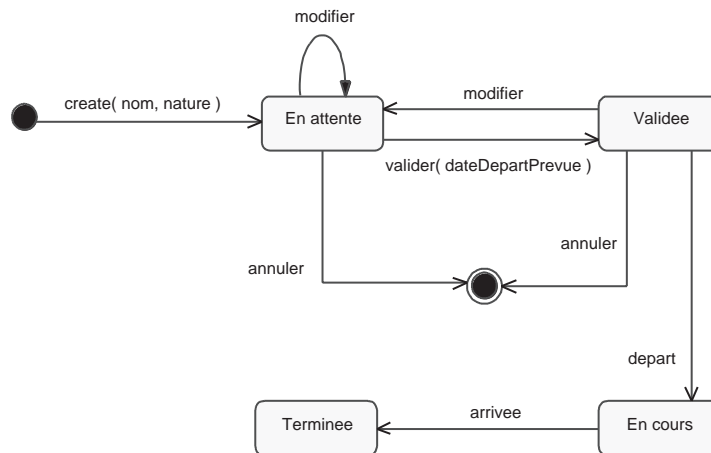 modifier
create( nom, nature )
En attente
modifier
Validee
valider( dateDepartPrevue )
annuler
annuler
depart
Terminee
arrivee
En cours